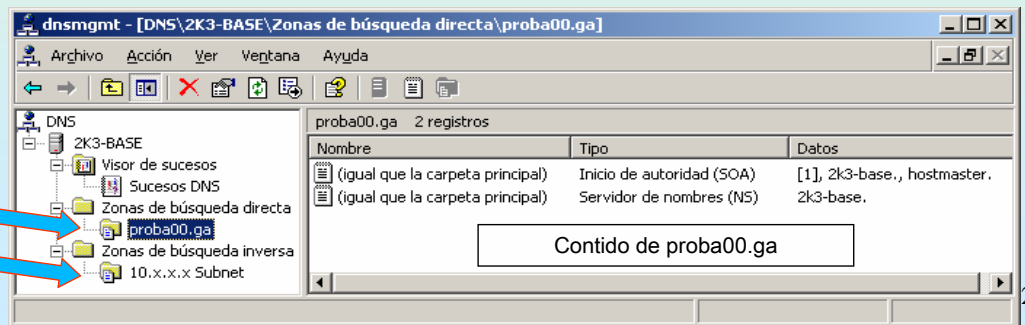 dnsmgmt - [DNS\2K3-BASE\Zonas de búsqueda directa\proba00.ga]
Archivo Acción Ver Ventana Ayuda
DNS
2K3-BASE
Visor de sucesos
Sucesos DNS
Zonas de búsqueda directa
proba00.ga
Zonas de búsqueda inversa
10.x.x.x Subnet
proba00.ga 2 registros
Nombre Tipo Datos
(igual que la carpeta principal) Inicio de autoridad (SOA) [1], 2k3-base., hostmaster.
(igual que la carpeta principal) Servidor de nombres (NS) 2k3-base.
Contido de proba00.ga